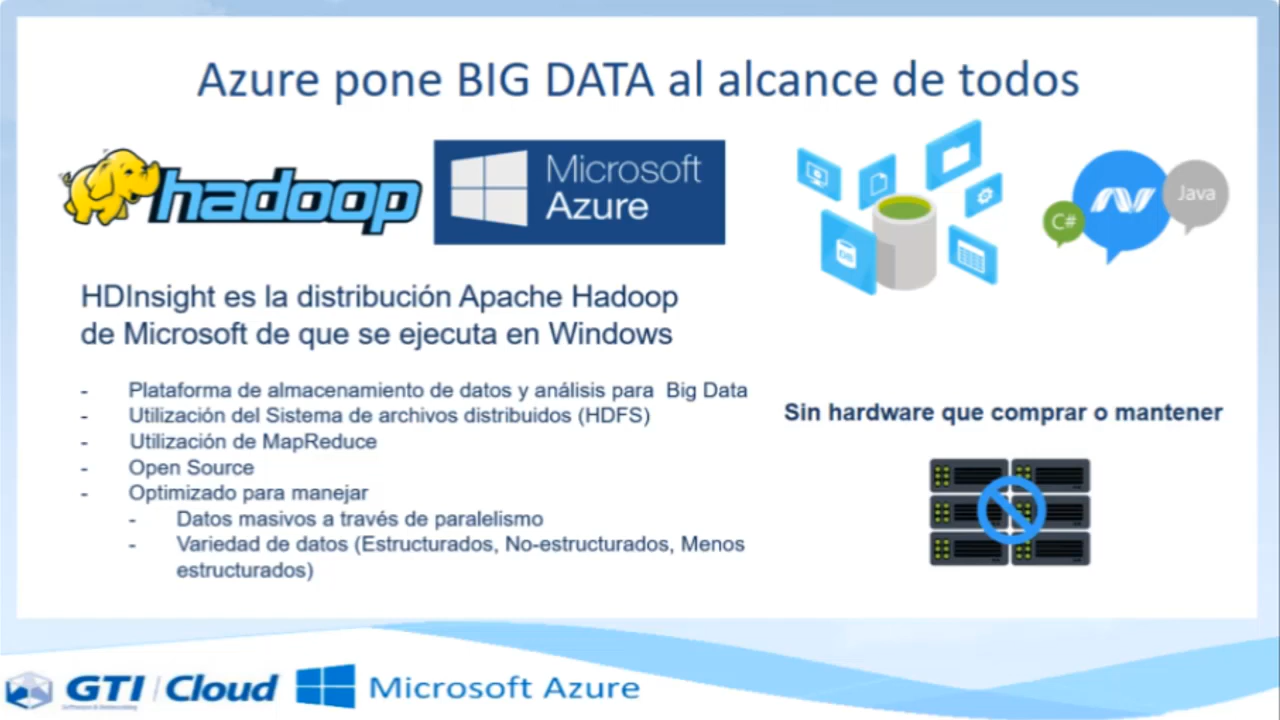 Azure pone BIG DATA al alcance de todos
hadoop
Microsoft
Azure
DB
C#
Java
HDInsight es la distribución Apache Hadoop
de Microsoft de que se ejecuta en Windows
- Plataforma de almacenamiento de datos y análisis para Big Data
- Utilización del Sistema de archivos distribuidos (HDFS)
- Utilización de MapReduce
- Open Source
- Optimizado para manejar
- Datos masivos a través de paralelismo
- Variedad de datos (Estructurados, No-estructurados, Menos
estructurados)
Sin hardware que comprar o mantener
GTI | Cloud
Microsoft Azure